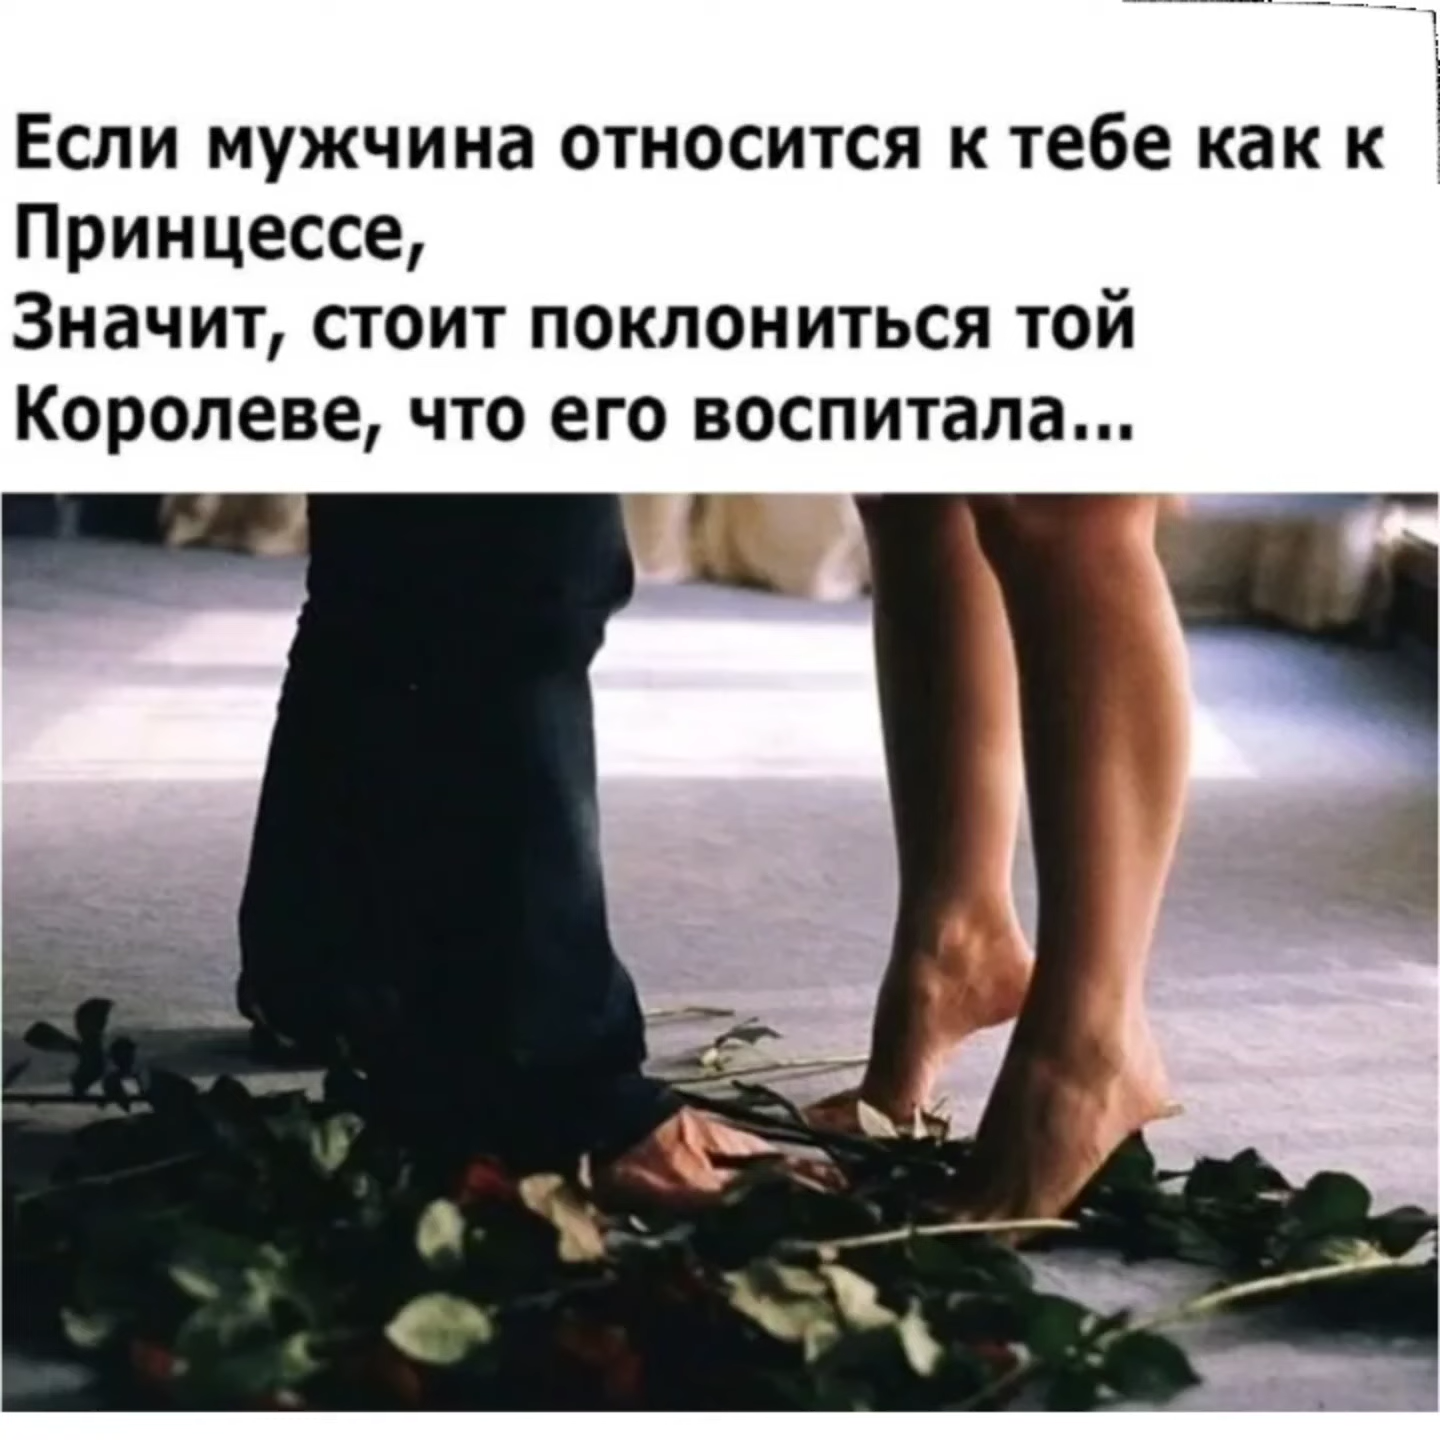 Если мужчина относится к тебе как к
Принцессе,
Значит, стоит поклониться той
Королеве, что его воспитала...